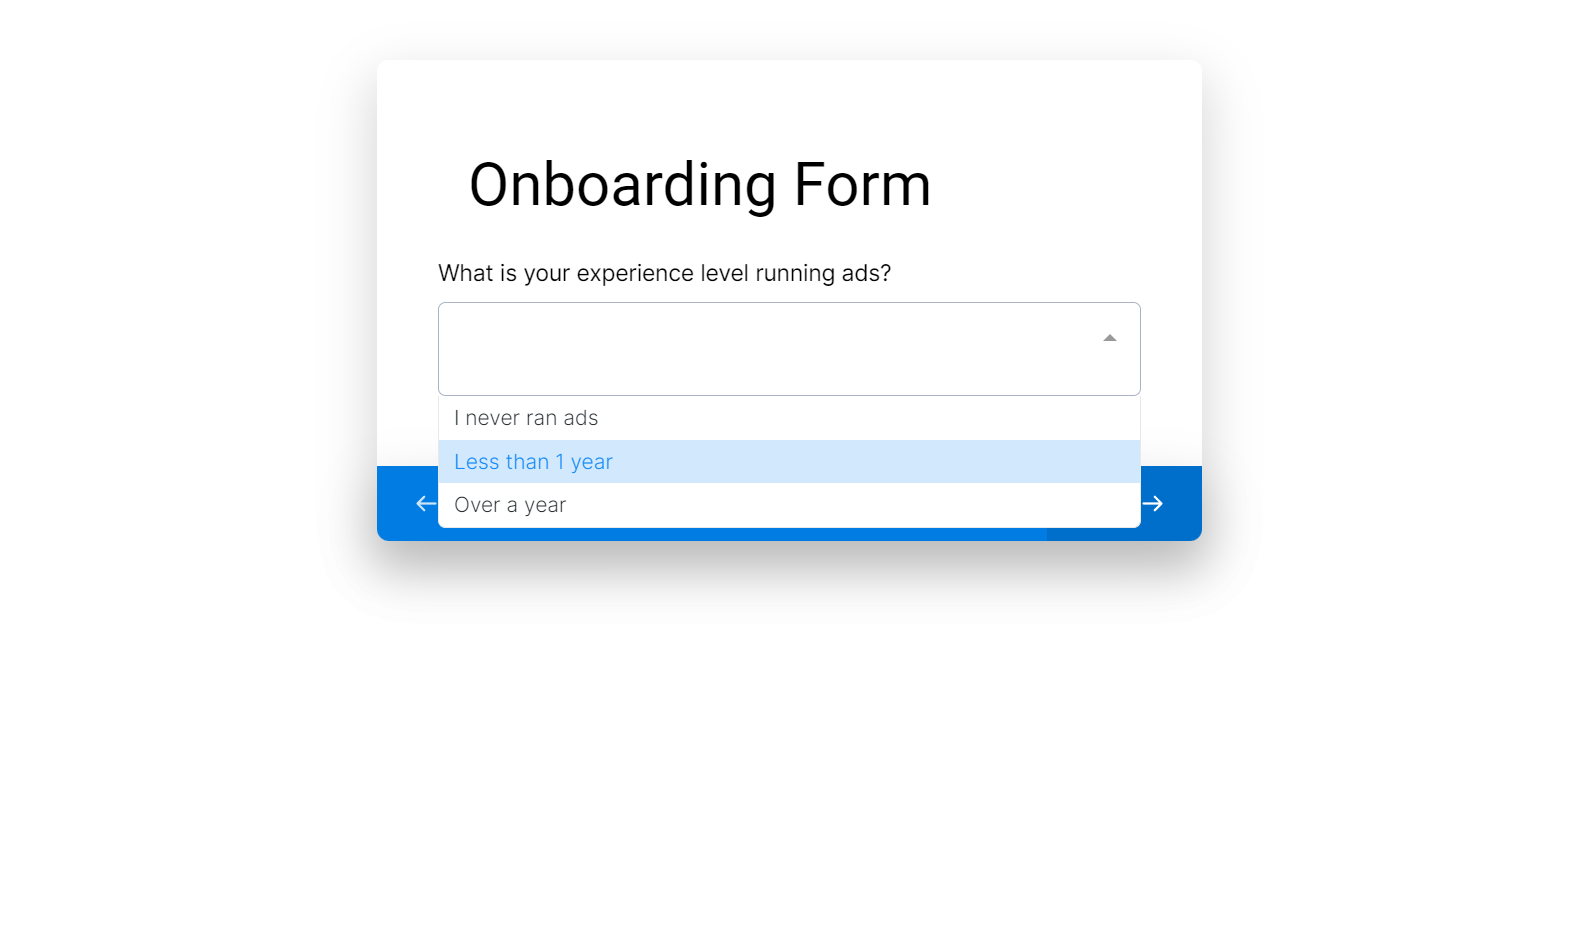 Onboarding Form
What is your experience level running ads?
I never ran ads
Less than 1 year
Over a year